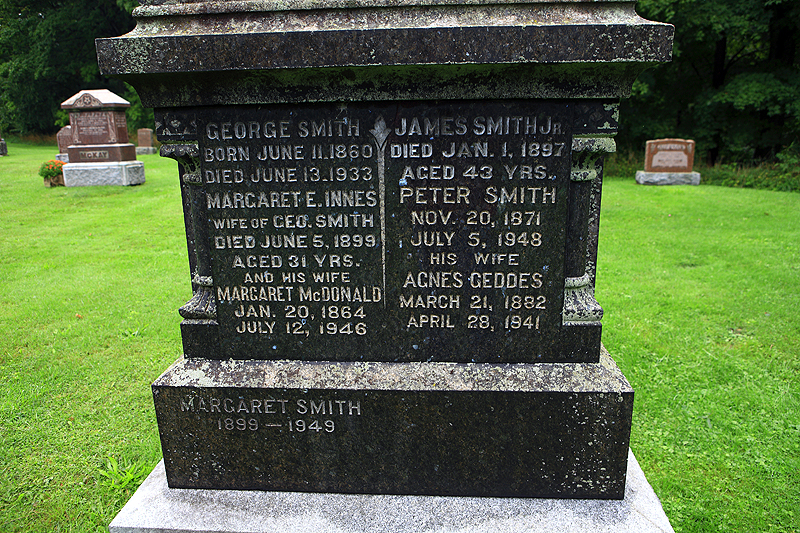 GEORGE SMITH
BORN JUNE 11. 1860
DIED JUNE 13. 1933
MARGARET E. INNES
WIFE OF GEO. SMITH
DIED JUNE 5, 1899
AGED 31 YRS.
AND HIS WIFE
MARGARET McDONALD
JAN. 20, 1864
JULY 12, 1946
JAMES SMITH JR.
DIED JAN. 1, 1897
AGED 43 YRS.
PETER SMITH
NOV. 20, 1871
JULY 5, 1948
HIS WIFE
AGNES GEDDES
MARCH 21, 1882
APRIL 28, 1941
MARGARET SMITH
1899 — 1949
McKAY